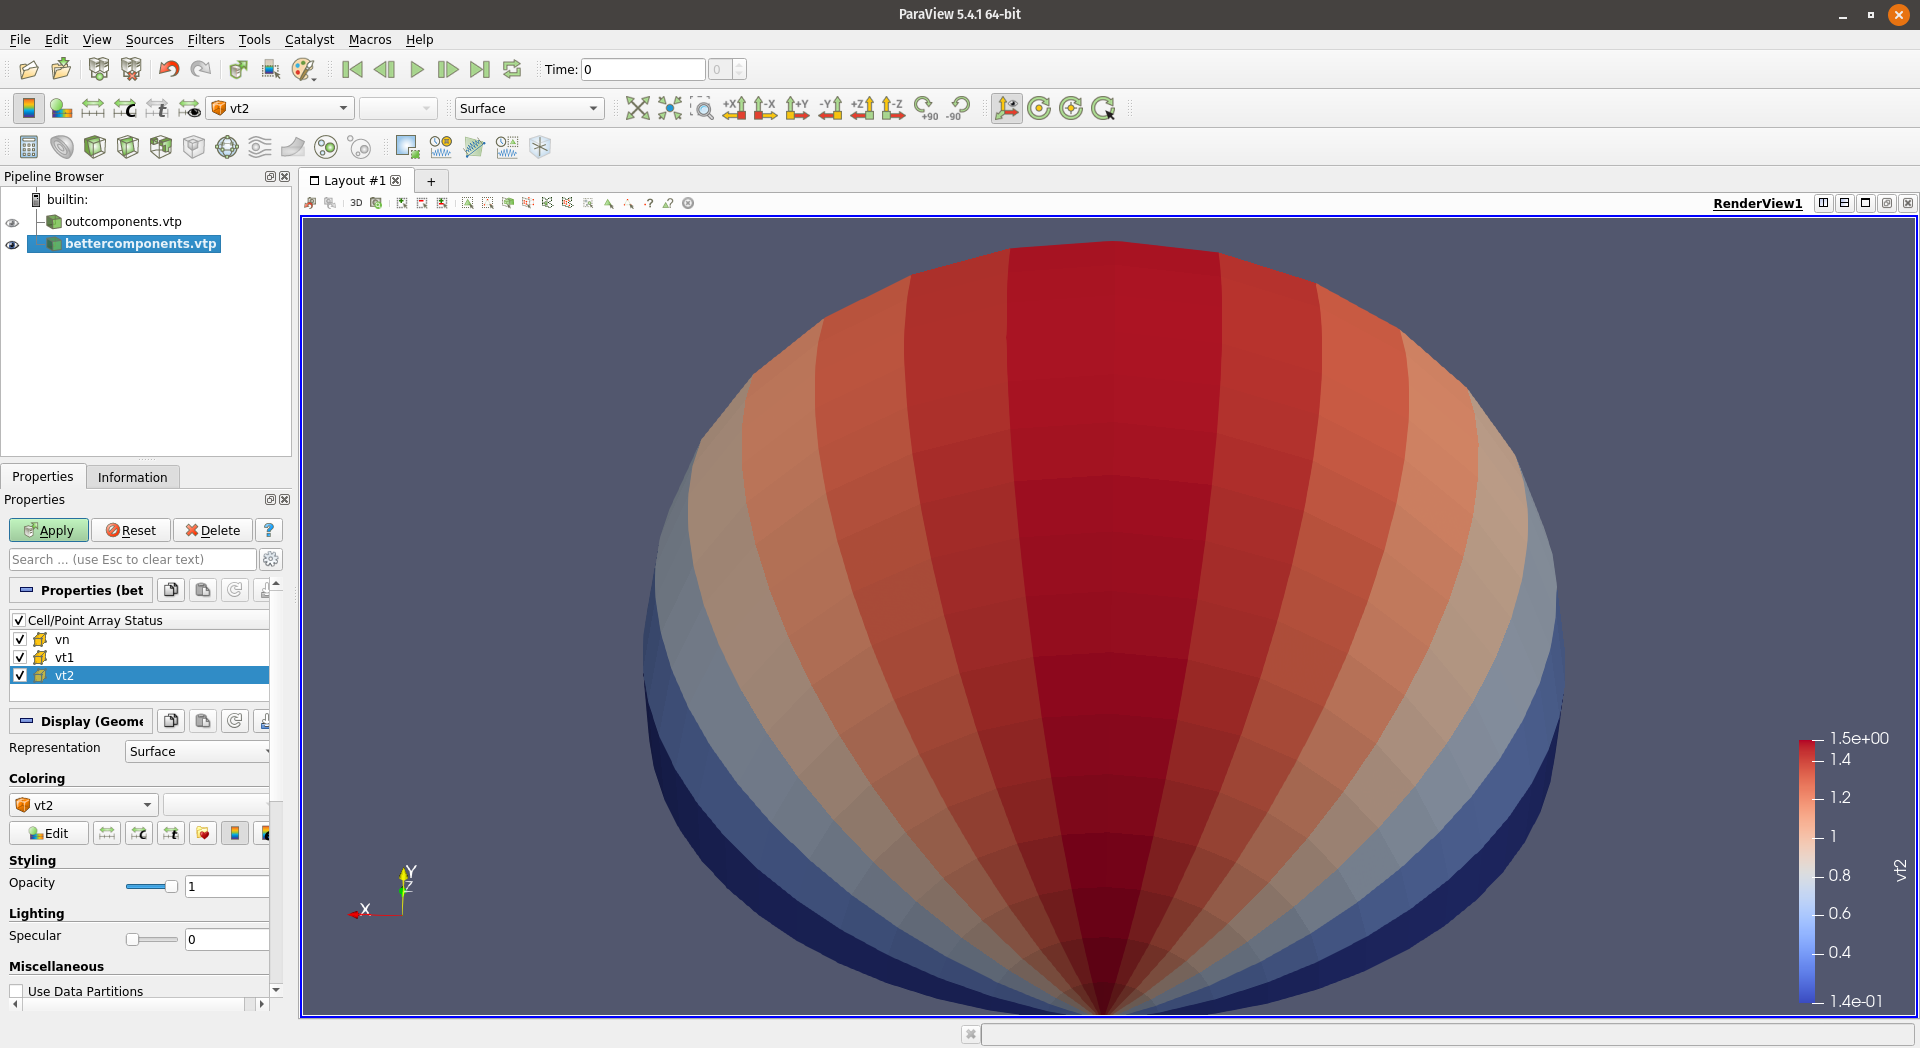 ParaView 5.4.1 64-bit
File Edit View Sources Filters Tools Catalyst Macros Help
Time: 0 0
vt2 Surface +X -X +Y -Y +Z -Z +90 -90
Pipeline Browser
Layout #1 +
builtin:
3D RenderView1
outcomponents.vtp
bettercomponents.vtp
Properties Information
Properties
Apply Reset Delete ?
Search ... (use Esc to clear text)
Properties (bet
Cell/Point Array Status
vn
vt1
vt2
Display (Geome
Representation Surface
Coloring
vt2
Edit
Styling
Opacity 1
Lighting
Specular 0
Miscellaneous
Use Data Partitions
Y
Z
X
1.5e+00
1.4
1.2
1
0.8
0.6
0.4
1.4e-01
vt2